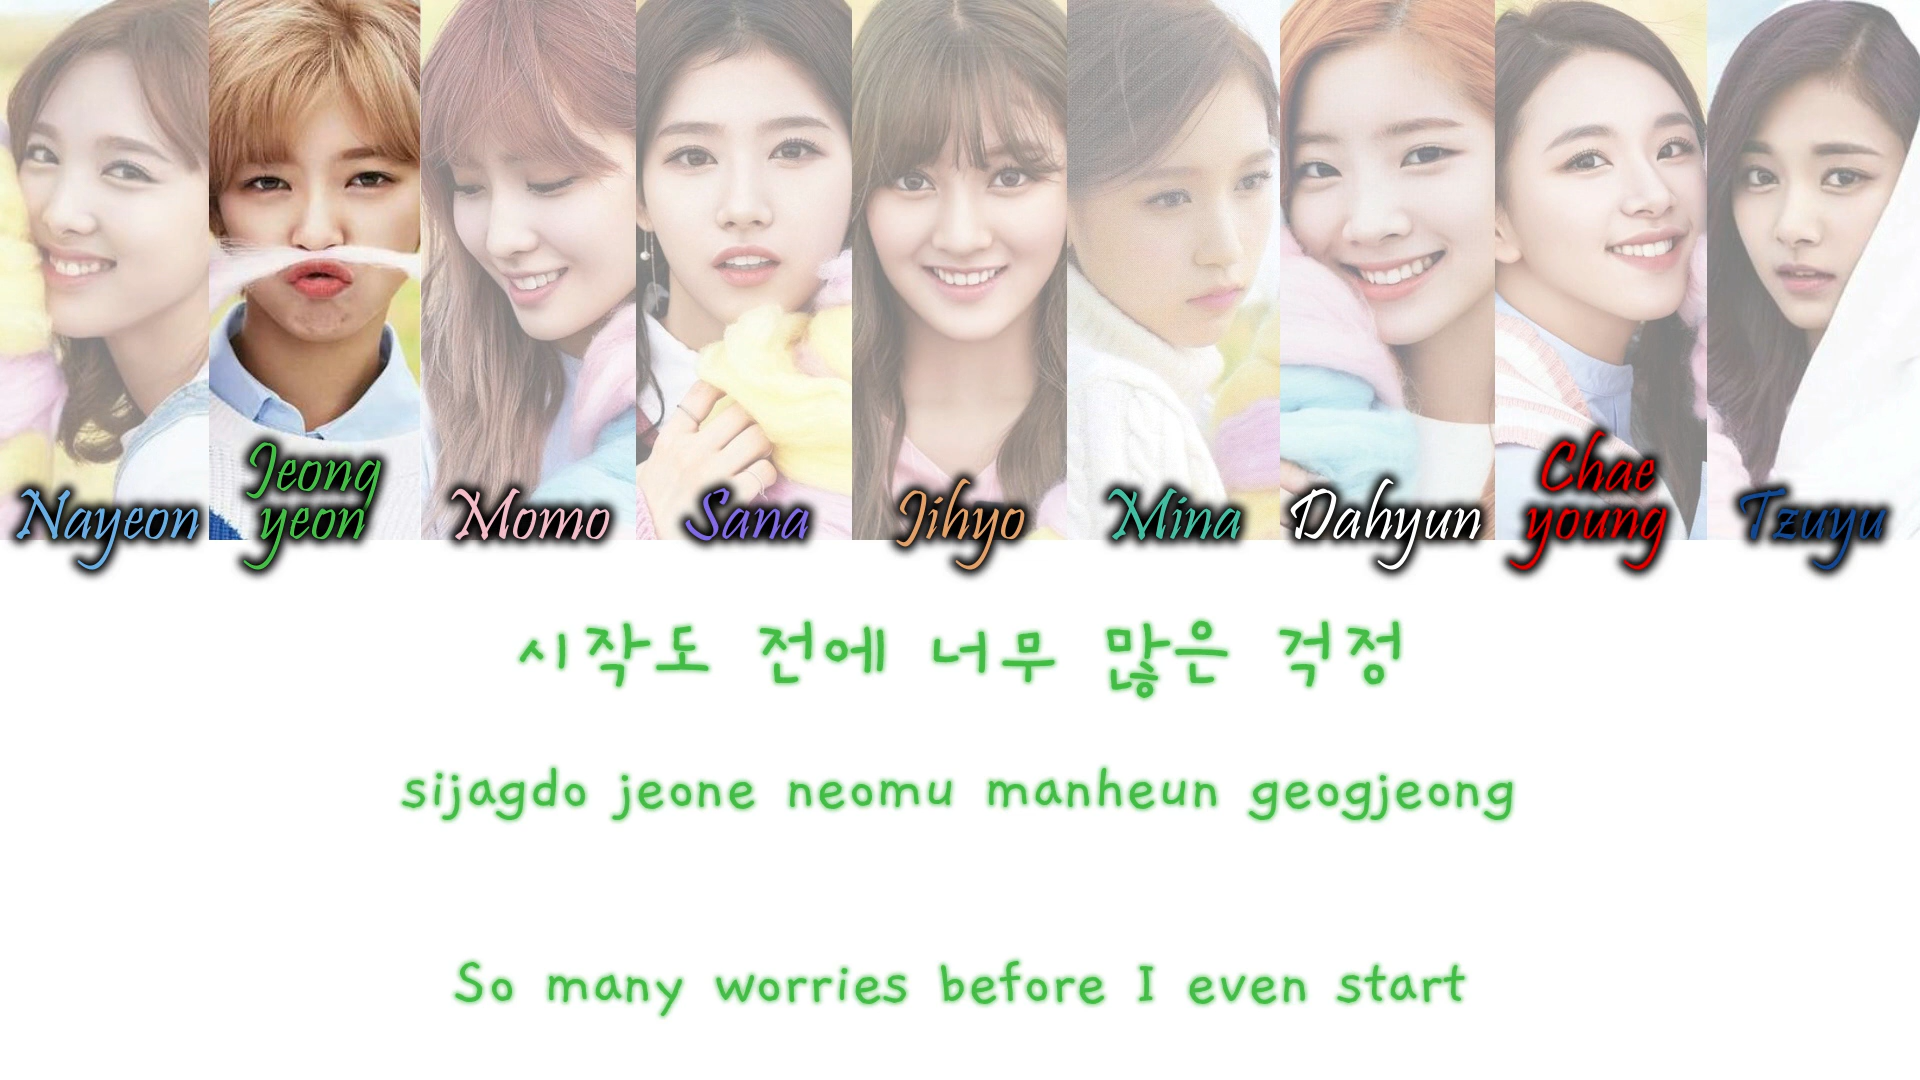 Nayeon
Jeong
yeon
Momo
Sana
Jihyo
Mina
Dahyun
Chae
young
Tzuyu
시작도 전에 너무 많은 걱정
sijagdo jeone neomu manheun geogjeong
So many worries before I even start